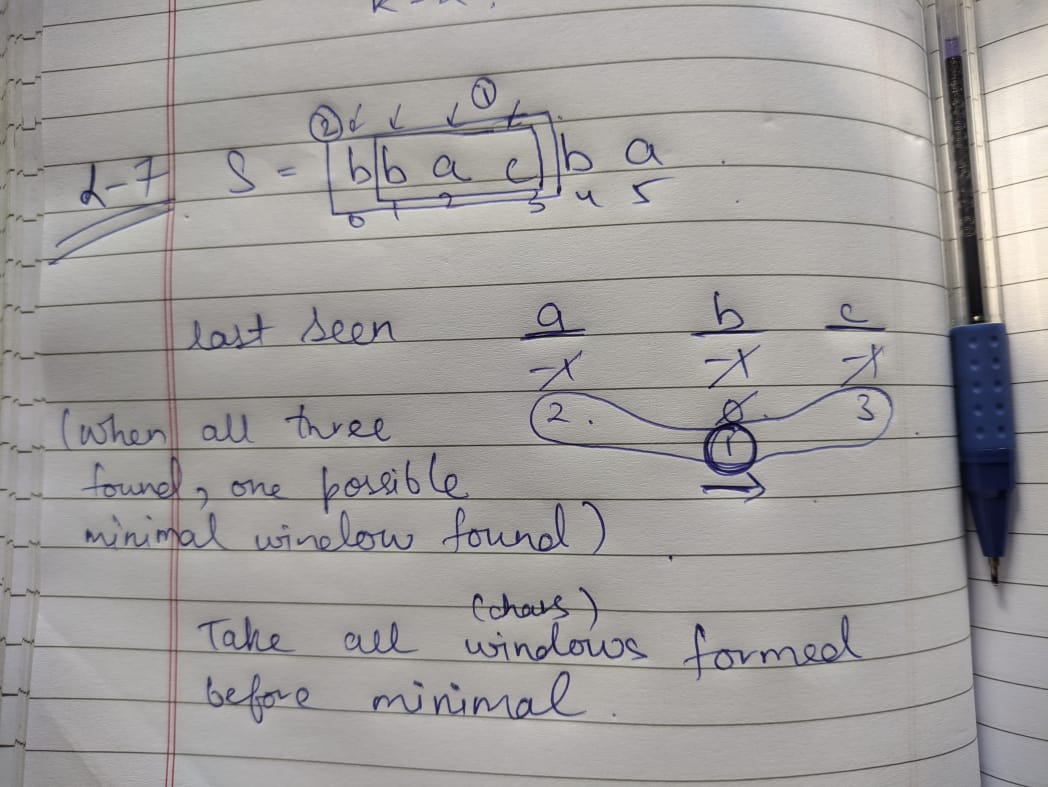 ② ①
L-7 S = b b a c b a
0 1 2 3 4 5
last seen a b c
-1 -1 -1
(when all three 2. 0 3
found, one possible 1
minimal window found)
(chars)
Take all windows formed
before minimal.